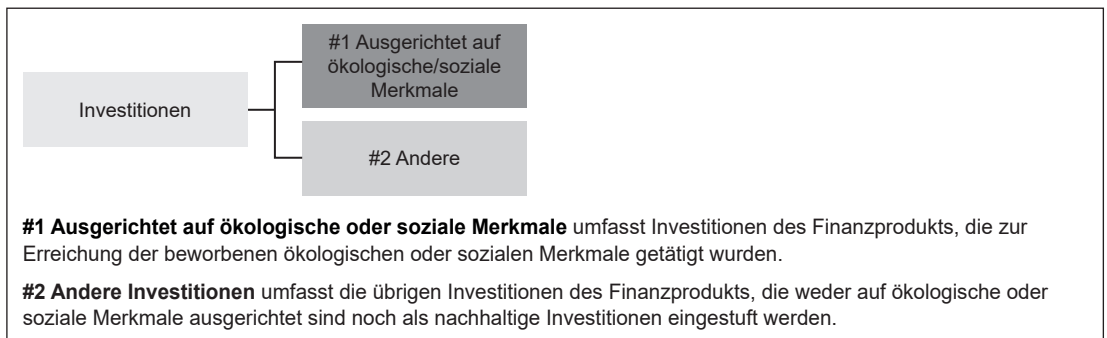 #1 Ausgerichtet auf
ökologische/soziale
Merkmale
Investitionen
#2 Andere
#1 Ausgerichtet auf ökologische oder soziale Merkmale umfasst Investitionen des Finanzprodukts, die zur
Erreichung der beworbenen ökologischen oder sozialen Merkmale getätigt wurden.
#2 Andere Investitionen umfasst die übrigen Investitionen des Finanzprodukts, die weder auf ökologische oder
soziale Merkmale ausgerichtet sind noch als nachhaltige Investitionen eingestuft werden.